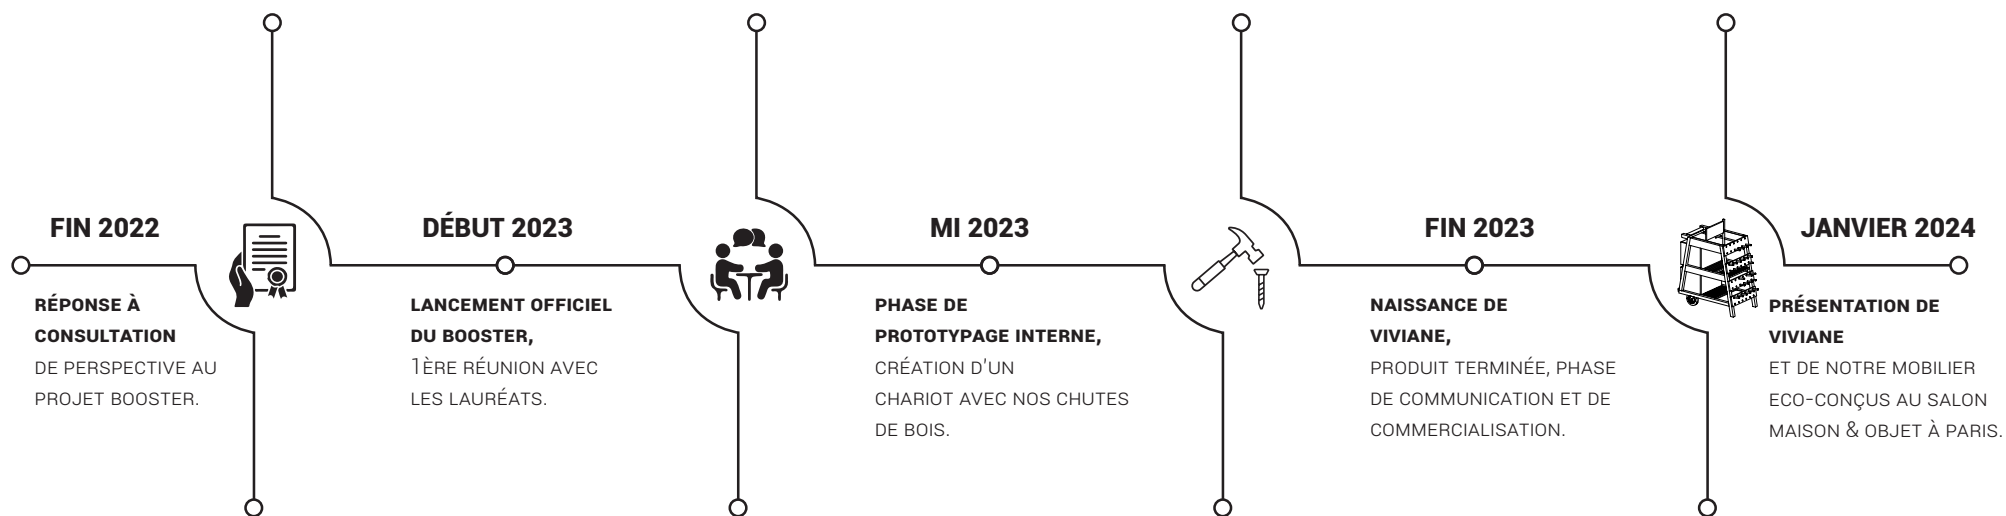 FIN 2022
RÉPONSE À
CONSULTATION
DE PERSPECTIVE AU
PROJET BOOSTER.
DÉBUT 2023
LANCEMENT OFFICIEL
DU BOOSTER,
1ÈRE RÉUNION AVEC
LES LAURÉATS.
MI 2023
PHASE DE
PROTOTYPAGE INTERNE,
CRÉATION D'UN
CHARIOT AVEC NOS CHUTES
DE BOIS.
FIN 2023
NAISSANCE DE
VIVIANE,
PRODUIT TERMINÉE, PHASE
DE COMMUNICATION ET DE
COMMERCIALISATION.
JANVIER 2024
PRÉSENTATION DE
VIVIANE
ET DE NOTRE MOBILIER
ECO-CONÇUS AU SALON
MAISON & OBJET À PARIS.